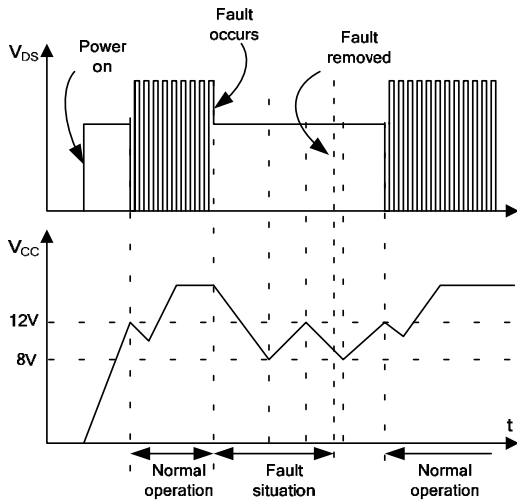 Fault
occurs
Power
on
Fault
removed
VDS
VCC
12V
8V
t
Normal
operation
Fault
situation
Normal
operation